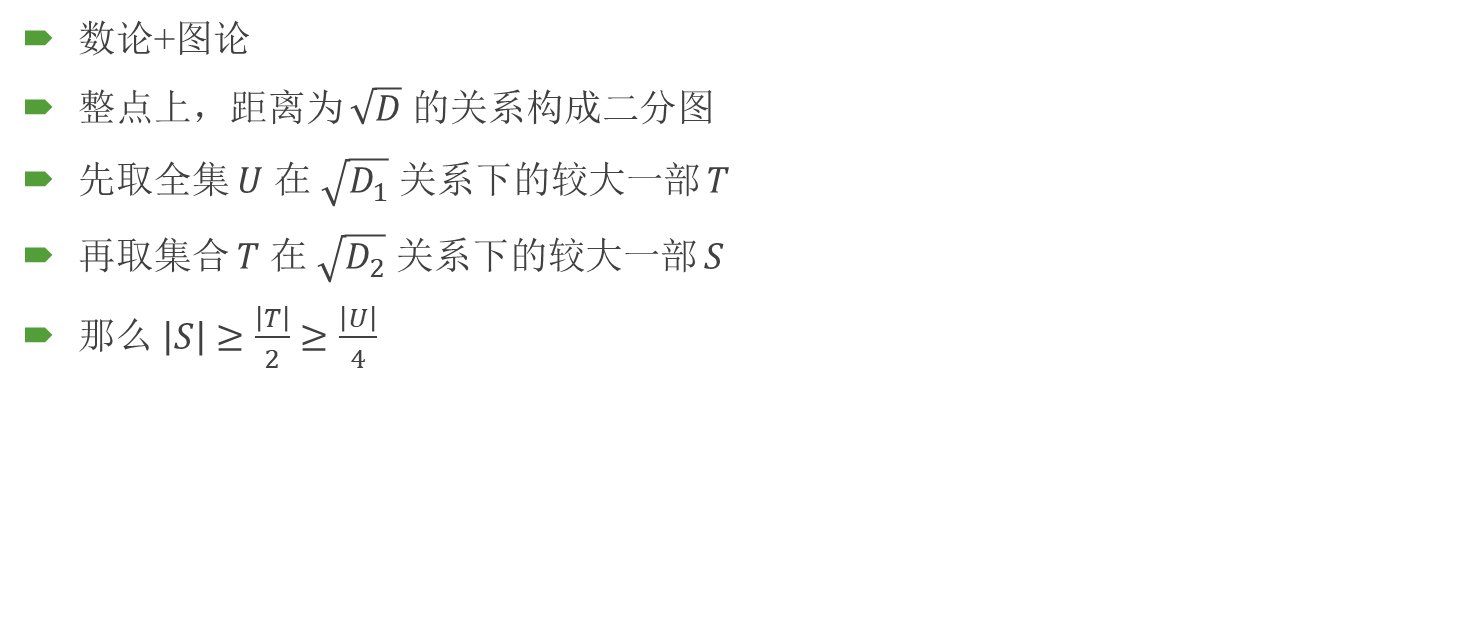 数论+图论
整点上，距离为 √D 的关系构成二分图
先取全集 U 在 √D₁ 关系下的较大一部 T
再取集合 T 在 √D₂ 关系下的较大一部 S
那么 |S| ≥ |T|/2 ≥ |U|/4